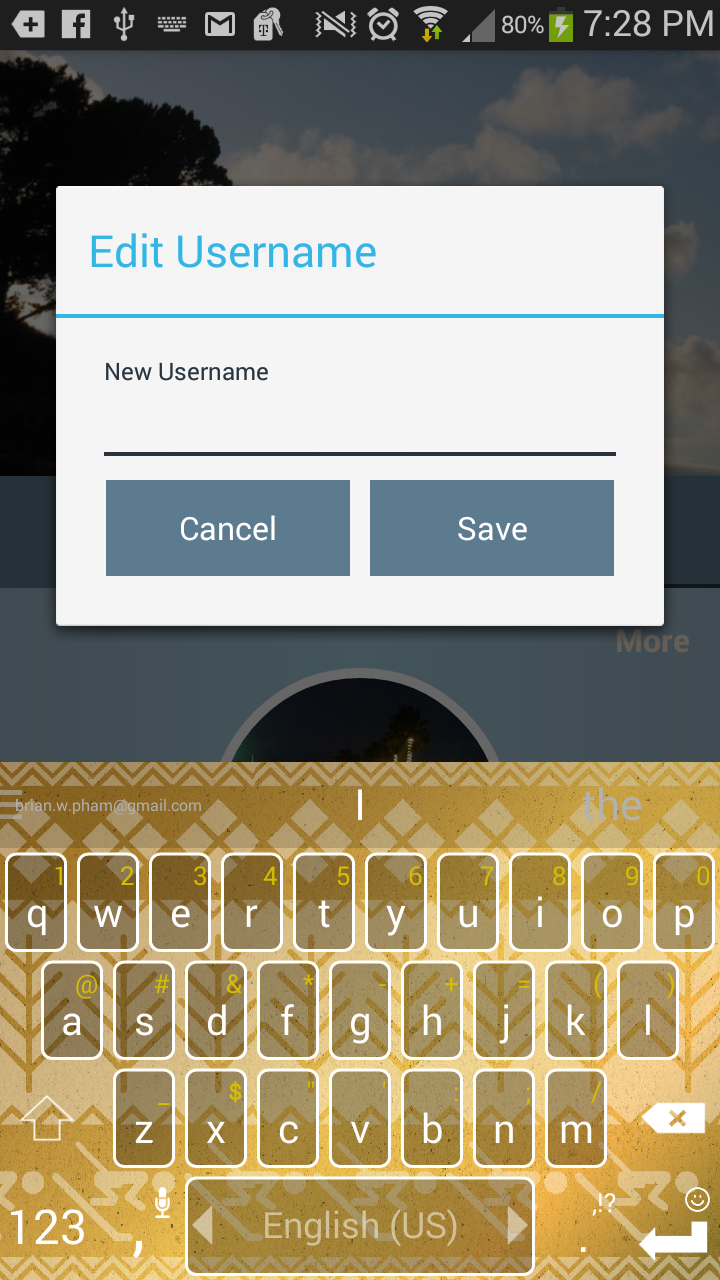 80% 7:28 PM
Edit Username
New Username
Cancel Save
More
brian.w.pham@gmail.com I the
1 2 3 4 5 6 7 8 9 0
q w e r t y u i o p
@ # & * - + = ( )
a s d f g h j k l
_ $ " ' : ; /
z x c v b n m
123 , English (US) ,!? .